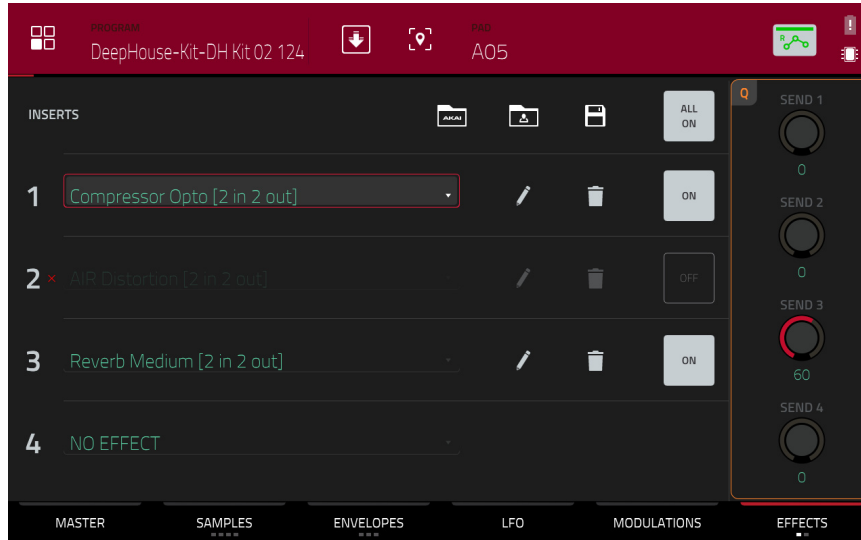 PROGRAM
DeepHouse-Kit-DH Kit 02 124
PAD
A05
R
!
INSERTS
AKAI
ALL ON
Q
SEND 1
0
1 Compressor Opto [2 in 2 out] ON
SEND 2
0
2 × AIR Distortion [2 in 2 out] OFF
SEND 3
60
3 Reverb Medium [2 in 2 out] ON
SEND 4
0
4 NO EFFECT
MASTER SAMPLES ENVELOPES LFO MODULATIONS EFFECTS